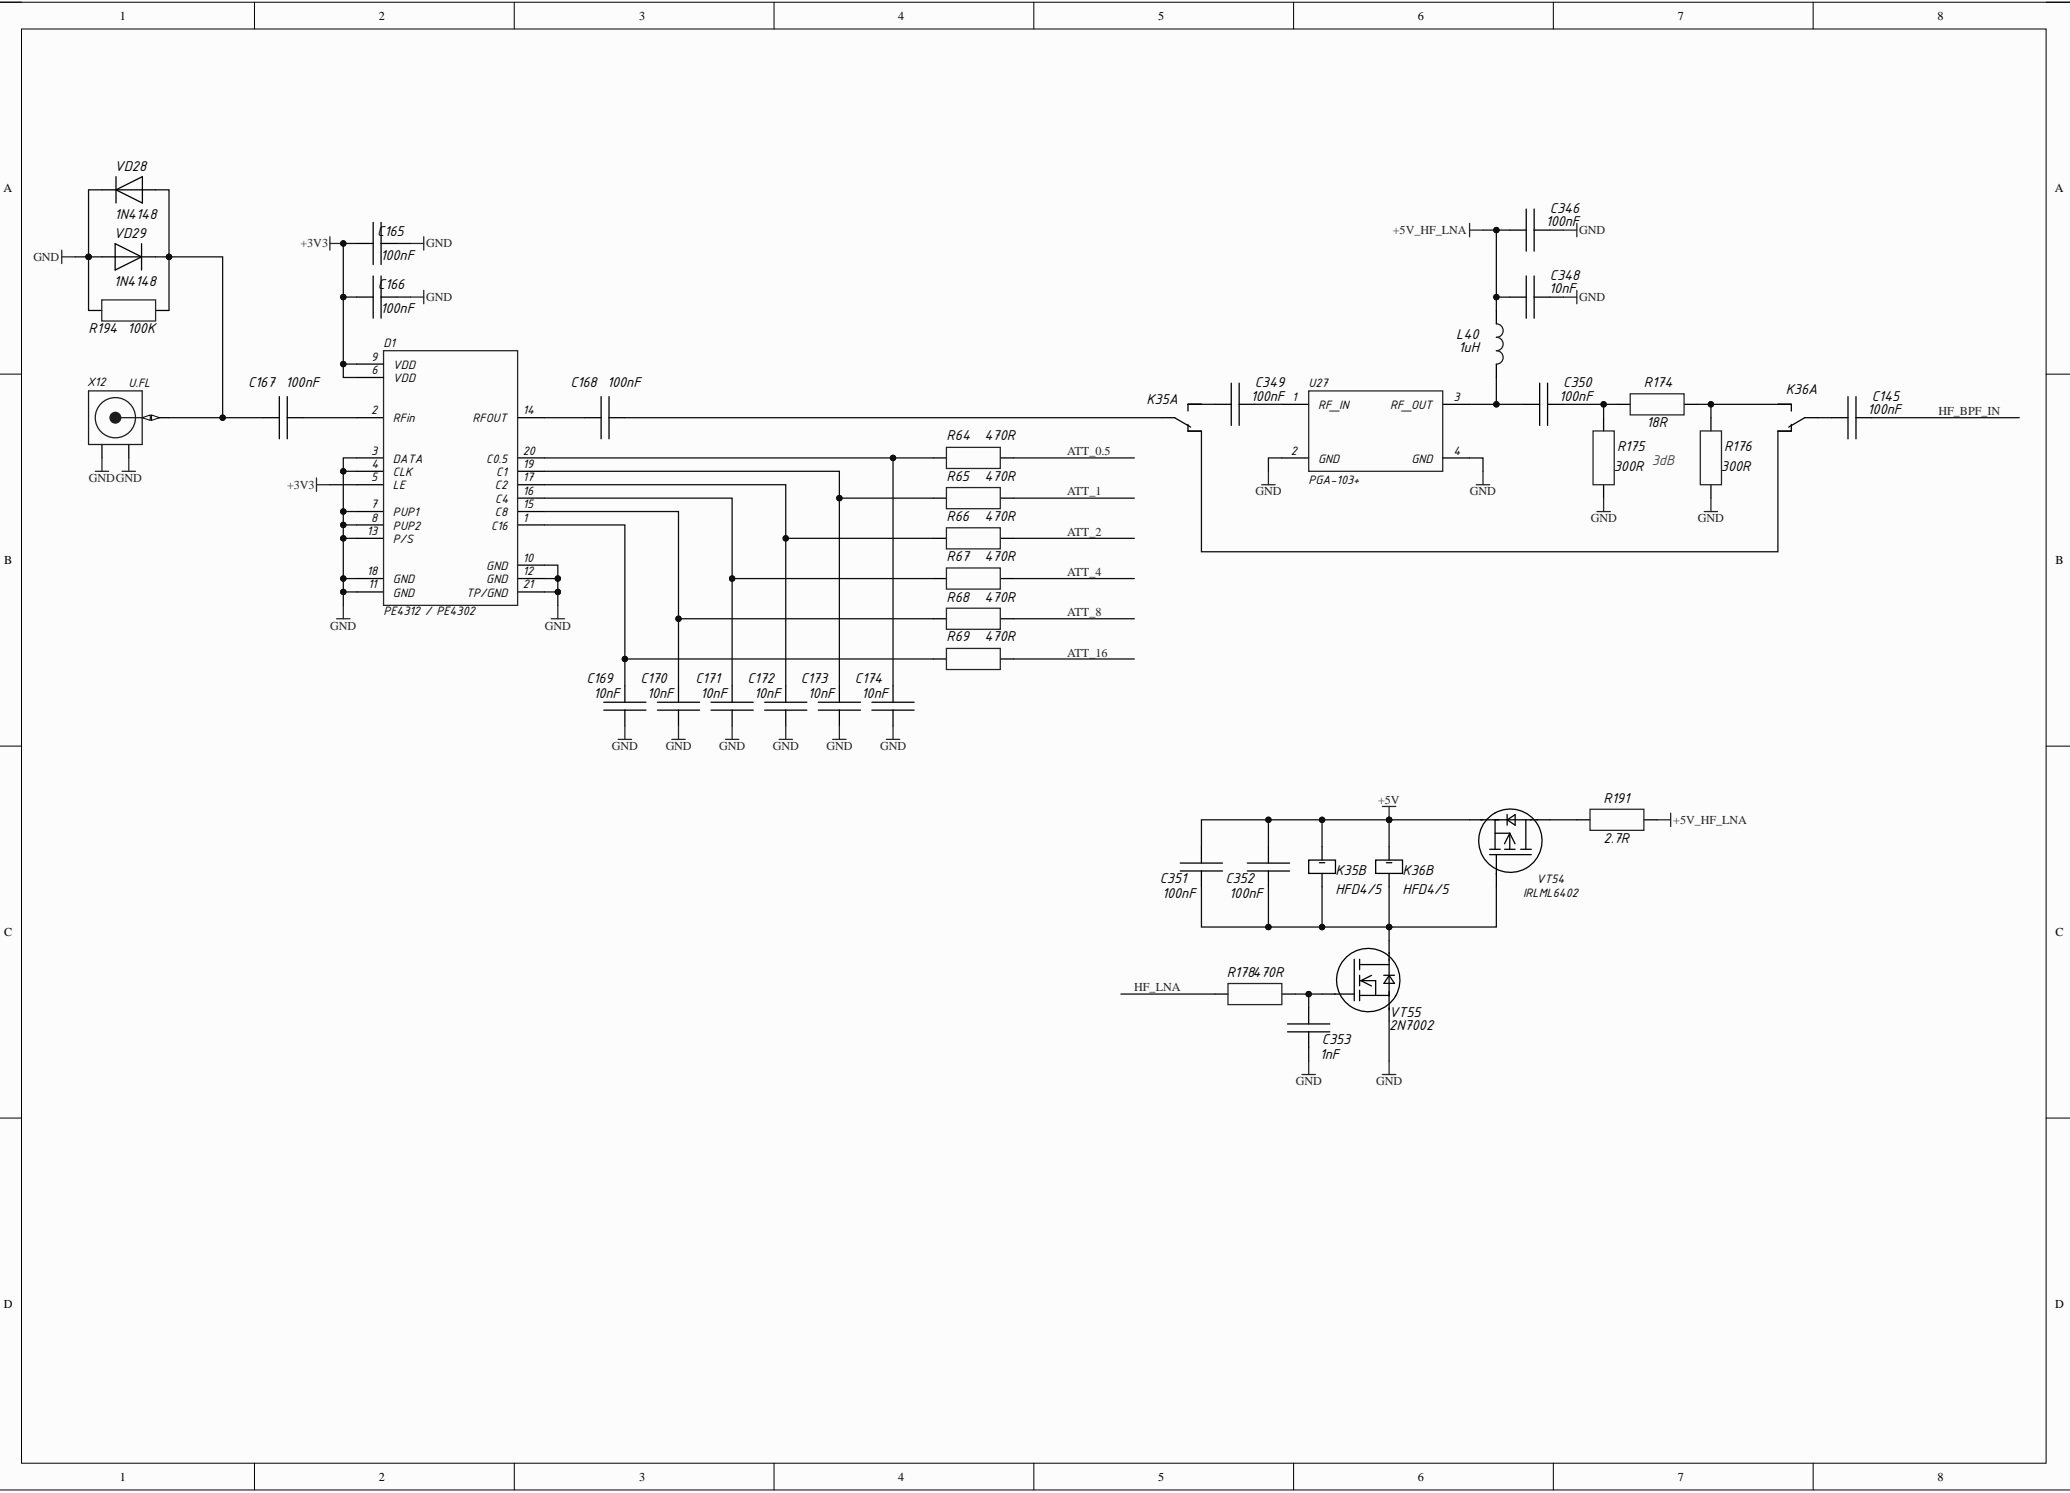 1 2 3 4 5 6 7 8
A A
VD28
1N4148
VD29
1N4148
GND
R194 100K
+3V3
C165
100nF
GND
C166
100nF
GND
+5V_HF_LNA
C346
100nF
GND
C348
10nF
GND
L40
1uH
X12 U.FL
GND GND
C167 100nF
D1
9 VDD
6 VDD
2 RFin
3 DATA
4 CLK
+3V3
5 LE
7 PUP1
8 PUP2
13 P/S
18 GND
11 GND
GND
RFOUT 14
C0.5 20
C1 19
C2 17
C4 16
C8 15
C16 1
GND 10
GND 12
TP/GND 21
GND
PE4312 / PE4302
C168 100nF
R64 470R
ATT_0.5
R65 470R
ATT_1
R66 470R
ATT_2
R67 470R
ATT_4
R68 470R
ATT_8
R69 470R
ATT_16
C169
10nF
GND
C170
10nF
GND
C171
10nF
GND
C172
10nF
GND
C173
10nF
GND
C174
10nF
GND
K35A
C349
100nF
U27
1 RF_IN
RF_OUT 3
2 GND
GND 4
GND
GND
PGA-103+
C350
100nF
R174
18R
R175
300R
3dB
R176
300R
GND
GND
K36A
C145
100nF
HF_BPF_IN
B B
+5V
C351
100nF
C352
100nF
K35B
HFD4/5
K36B
HFD4/5
VT54
IRLML6402
R191
2.7R
+5V_HF_LNA
C C
HF_LNA
R178 470R
VT55
2N7002
C353
1nF
GND
GND
D D
1 2 3 4 5 6 7 8